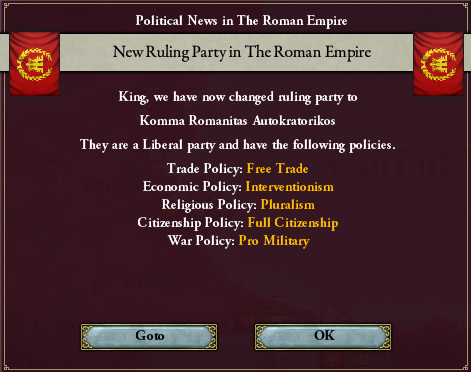 Political News in The Roman Empire
New Ruling Party in The Roman Empire
King, we have now changed ruling party to
Komma Romanitas Autokratorikos
They are a Liberal party and have the following policies.
Trade Policy: Free Trade
Economic Policy: Interventionism
Religious Policy: Pluralism
Citizenship Policy: Full Citizenship
War Policy: Pro Military
Goto
OK